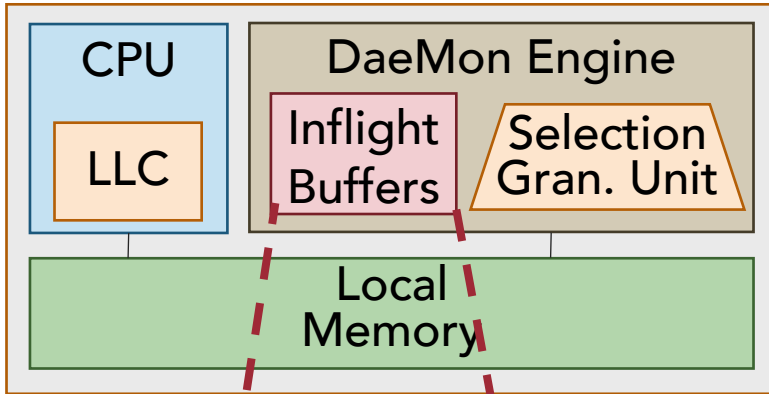 CPU
DaeMon Engine
LLC
Inflight
Buffers
Selection
Gran. Unit
Local
Memory